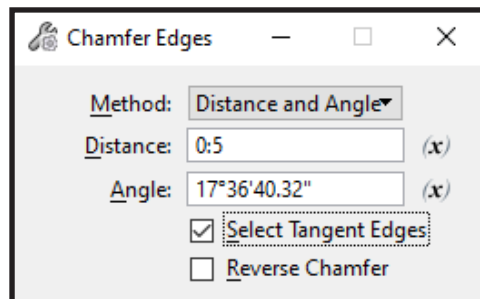 Chamfer Edges
Method: Distance and Angle
Distance: 0:5 (x)
Angle: 17°36'40.32" (x)
Select Tangent Edges
Reverse Chamfer